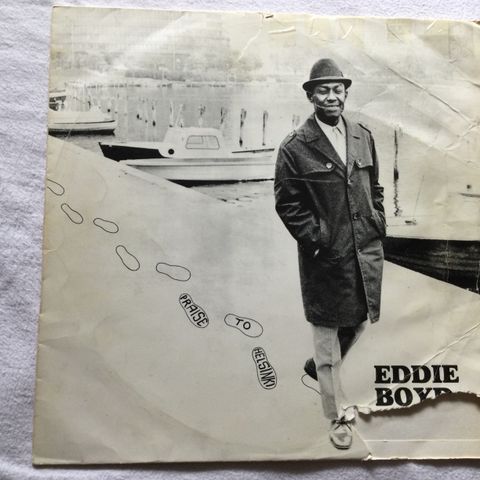 PRAISE
TO
HELSINKI
EDDIE
BOYD